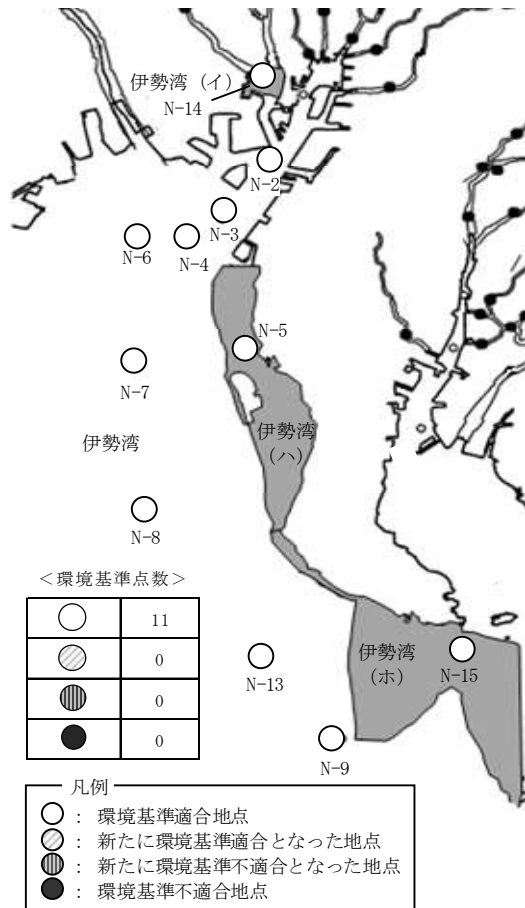 伊勢湾（イ）
N-14
N-2
N-3
N-6
N-4
N-5
N-7
伊勢湾
（ハ）
伊勢湾
N-8
＜環境基準点数＞
11
0
0
0
伊勢湾
（ホ）
N-15
N-13
N-9
凡例
： 環境基準適合地点
： 新たに環境基準適合となった地点
： 新たに環境基準不適合となった地点
： 環境基準不適合地点